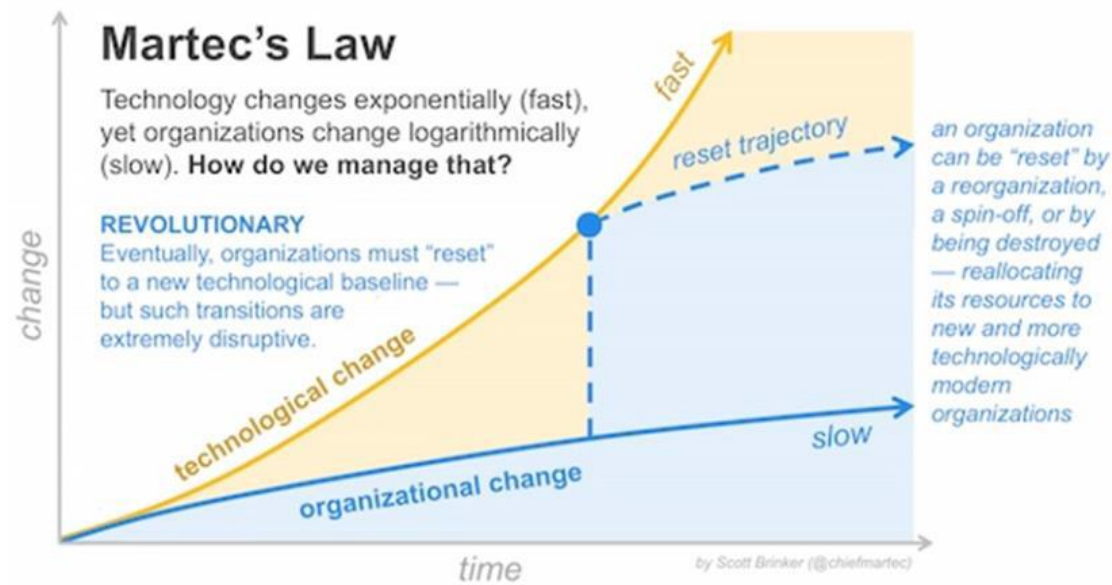 Martec's Law
Technology changes exponentially (fast),
yet organizations change logarithmically
(slow). How do we manage that?
REVOLUTIONARY
Eventually, organizations must "reset"
to a new technological baseline —
but such transitions are
extremely disruptive.
change
technological change
fast
reset trajectory
an organization
can be "reset" by
a reorganization,
a spin-off, or by
being destroyed
— reallocating
its resources to
new and more
technologically
modern
organizations
organizational change
slow
time
by Scott Brinker (@chiefmartec)